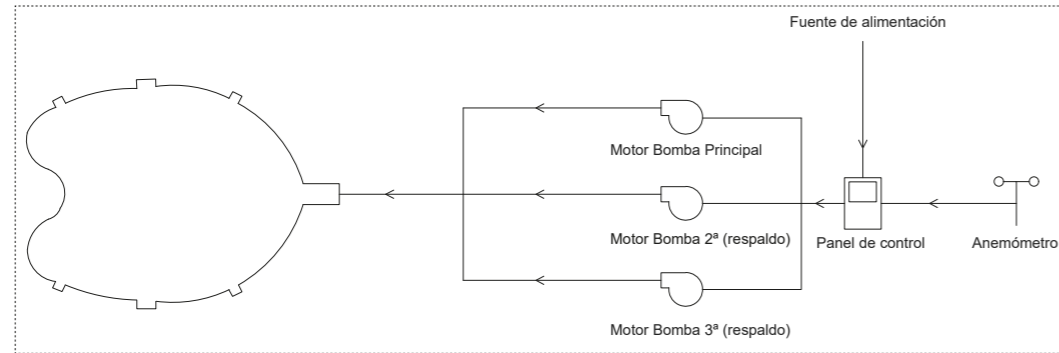 Fuente de alimentación
Motor Bomba Principal
Motor Bomba 2ª (respaldo)
Panel de control
Anemómetro
Motor Bomba 3ª (respaldo)